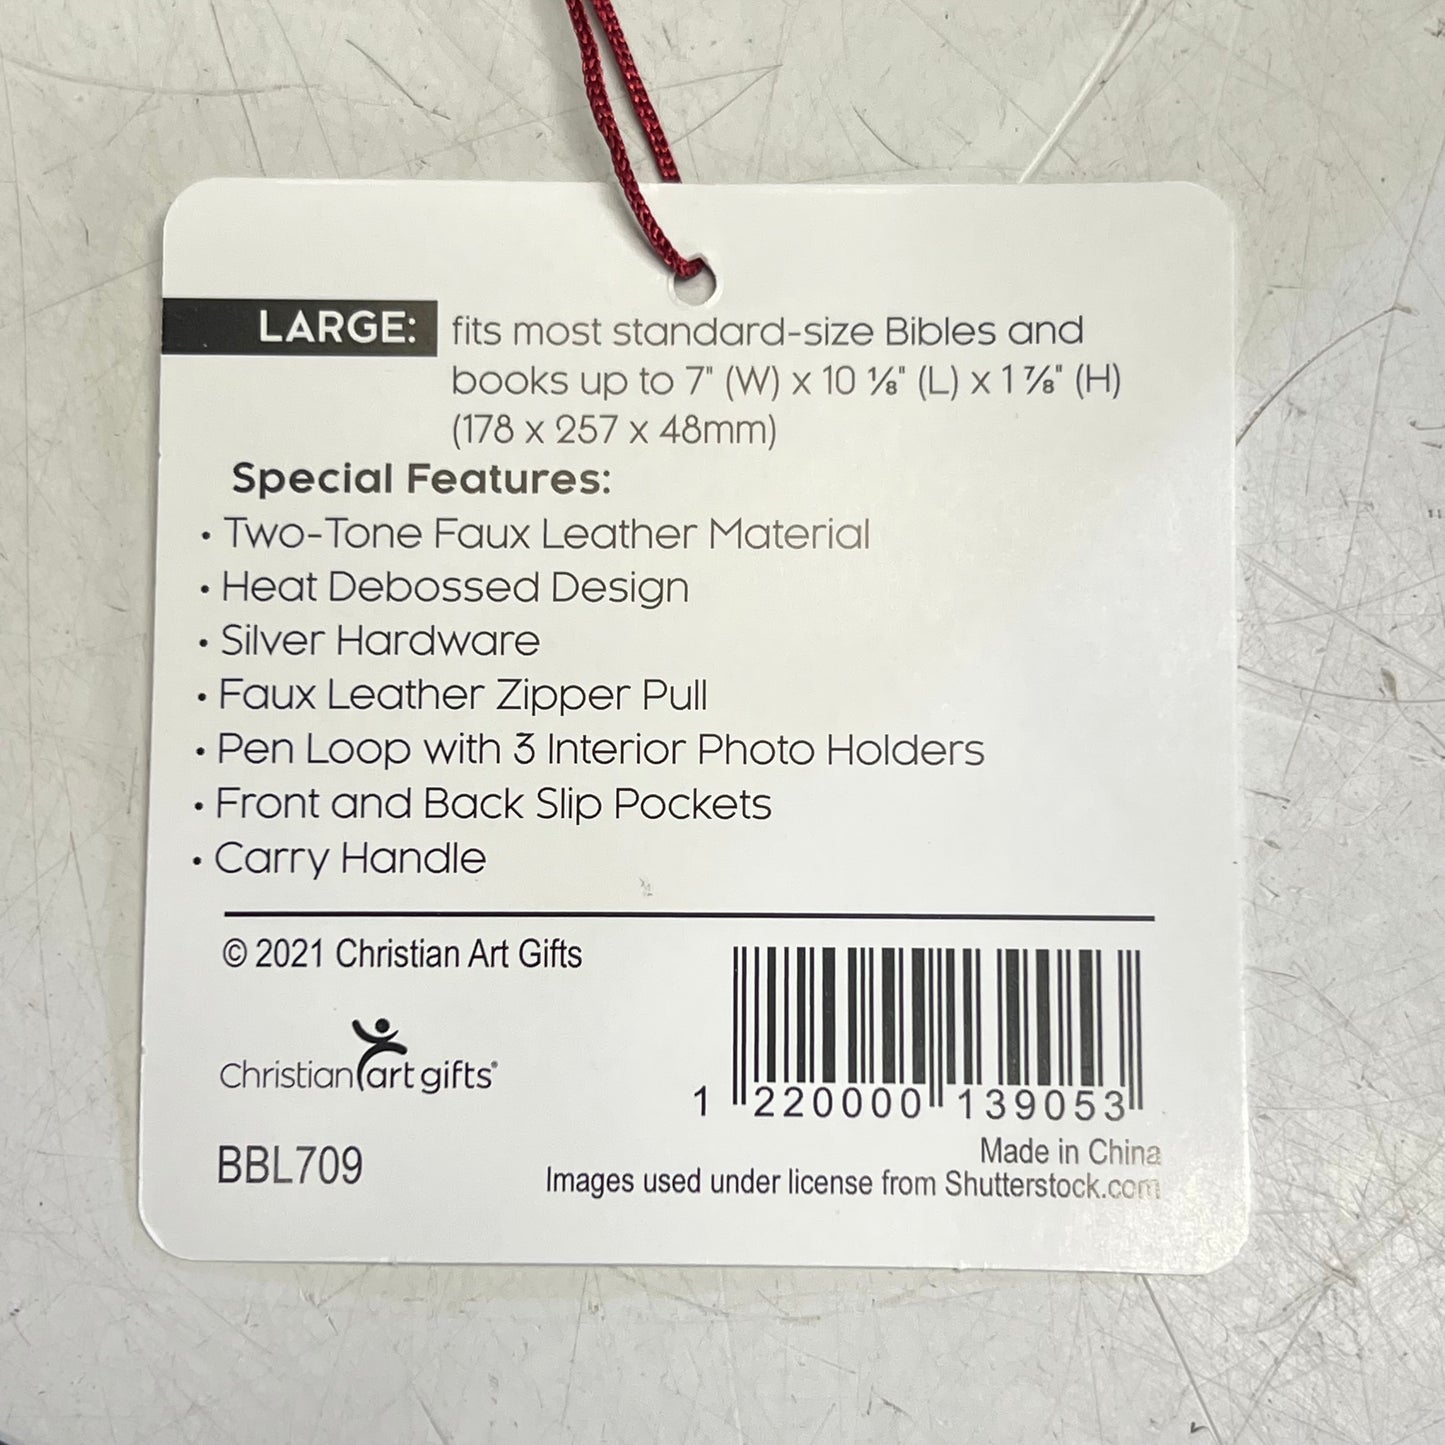 LARGE: fits most standard-size Bibles and
books up to 7" (W) x 10 ⅛" (L) x 1 ⅞" (H)
(178 x 257 x 48mm)
Special Features:
• Two-Tone Faux Leather Material
• Heat Debossed Design
• Silver Hardware
• Faux Leather Zipper Pull
• Pen Loop with 3 Interior Photo Holders
• Front and Back Slip Pockets
• Carry Handle
© 2021 Christian Art Gifts
Christian art gifts®
1 220000 139053
BBL709
Made in China
Images used under license from Shutterstock.com